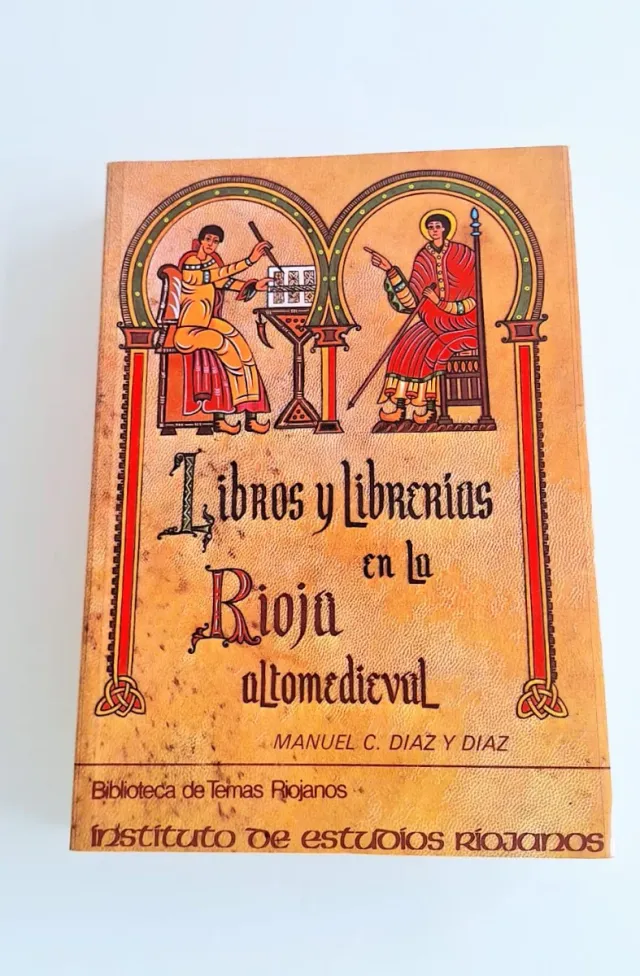 Libros y Librerías
en la
Rioja
altomedieval
MANUEL C. DIAZ Y DIAZ
Biblioteca de Temas Riojanos
instituto de estudios riojanos